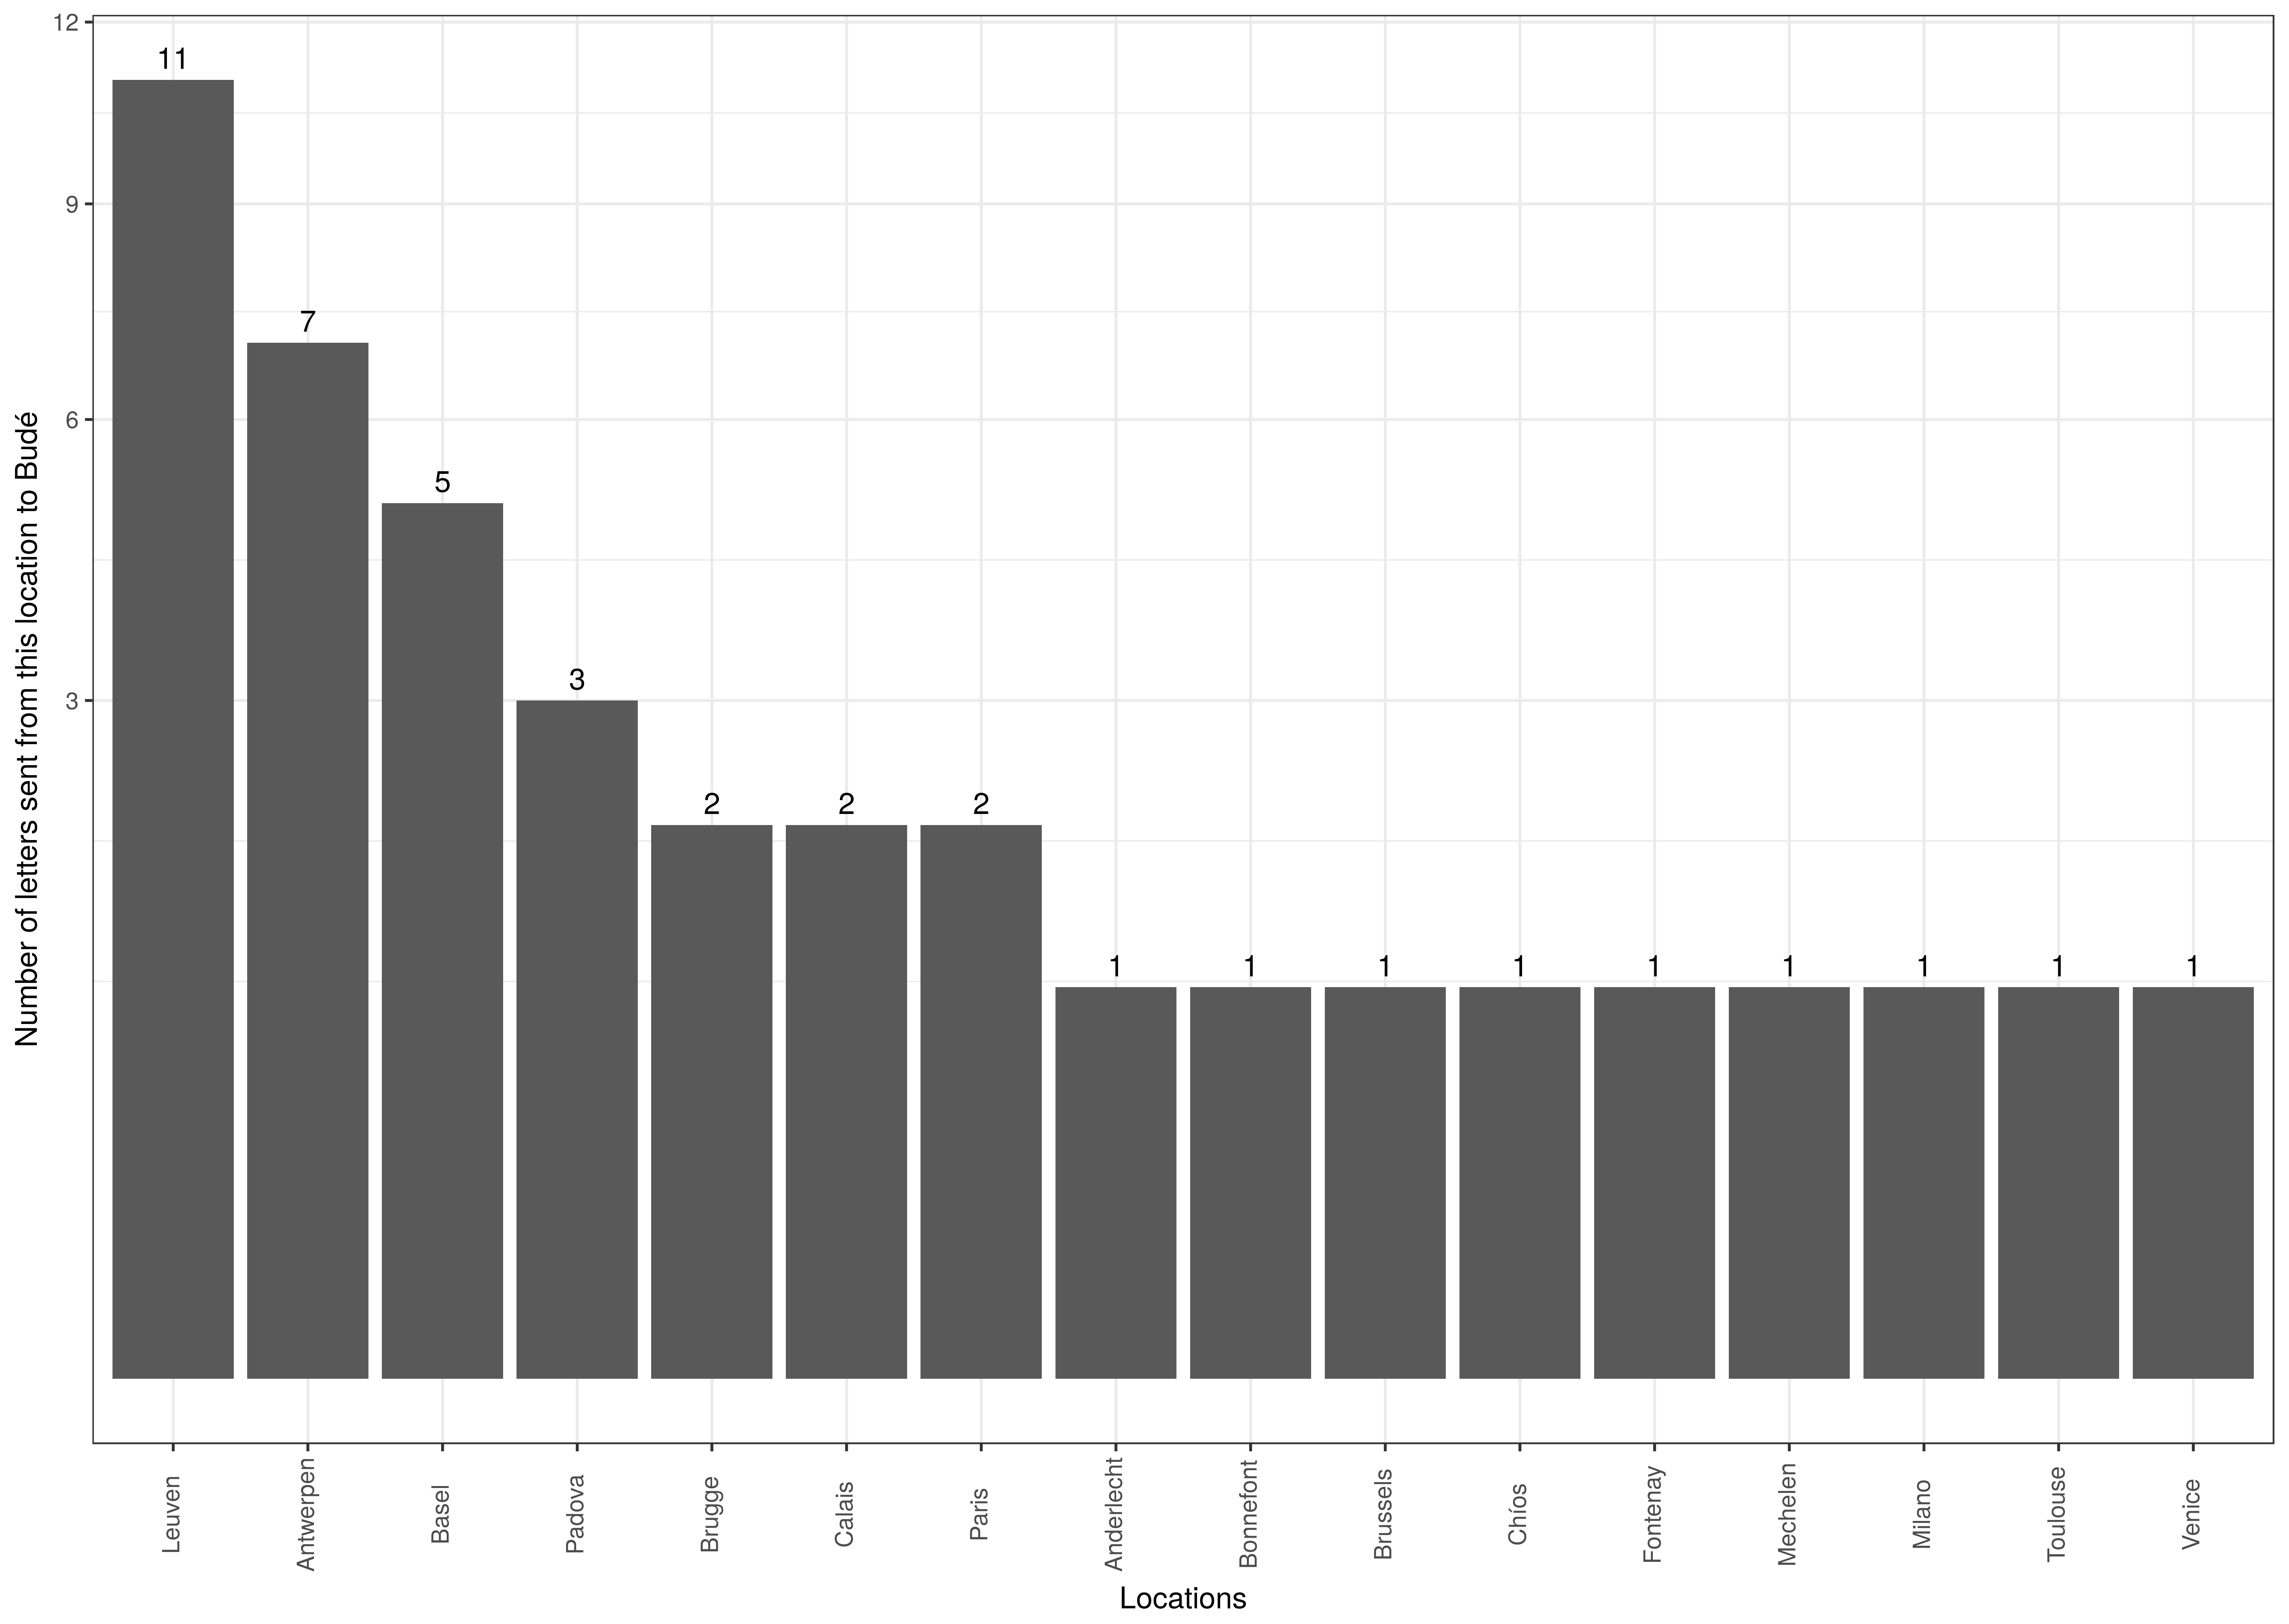 Number of letters sent from this location to Budé
12
9
6
3
11
7
5
3
2
2
2
1
1
1
1
1
1
1
1
1
Leuven
Antwerpen
Basel
Padova
Brugge
Calais
Paris
Anderlecht
Bonnefont
Brussels
Chíos
Fontenay
Mechelen
Milano
Toulouse
Venice
Locations